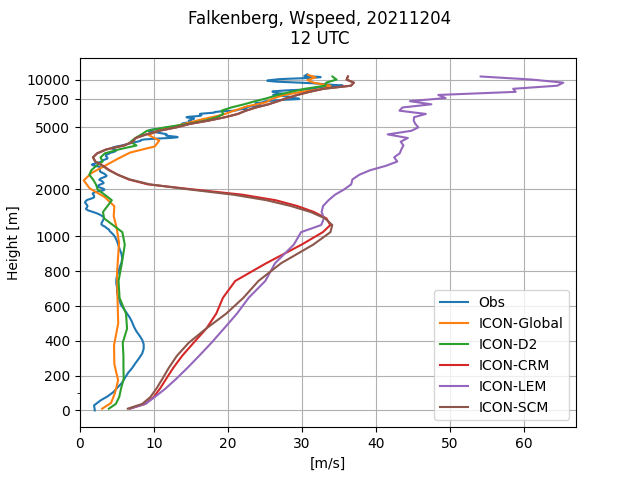 Falkenberg, Wspeed, 20211204
12 UTC
Height [m]
10000
7500
5000
2000
1000
800
600
400
200
0
0 10 20 30 40 50 60
[m/s]
Obs
ICON-Global
ICON-D2
ICON-CRM
ICON-LEM
ICON-SCM